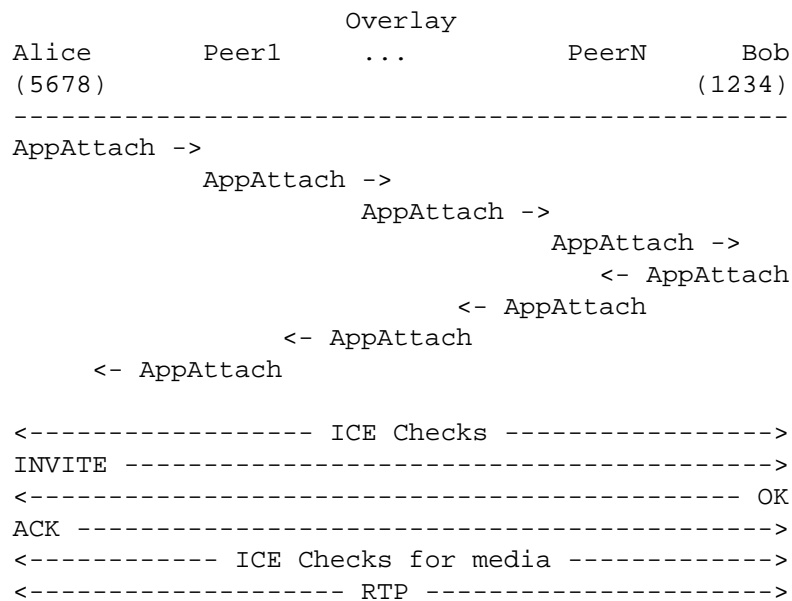 Overlay
Alice       Peer1     ...          PeerN      Bob
(5678)                                     (1234)
-------------------------------------------------
AppAttach ->
            AppAttach ->
                      AppAttach ->
                                  AppAttach ->
                                     <- AppAttach
                            <- AppAttach
                 <- AppAttach
     <- AppAttach

<------------------ ICE Checks ----------------->
INVITE ----------------------------------------->
<--------------------------------------------- OK
ACK -------------------------------------------->
<------------ ICE Checks for media ------------->
<-------------------- RTP ---------------------->